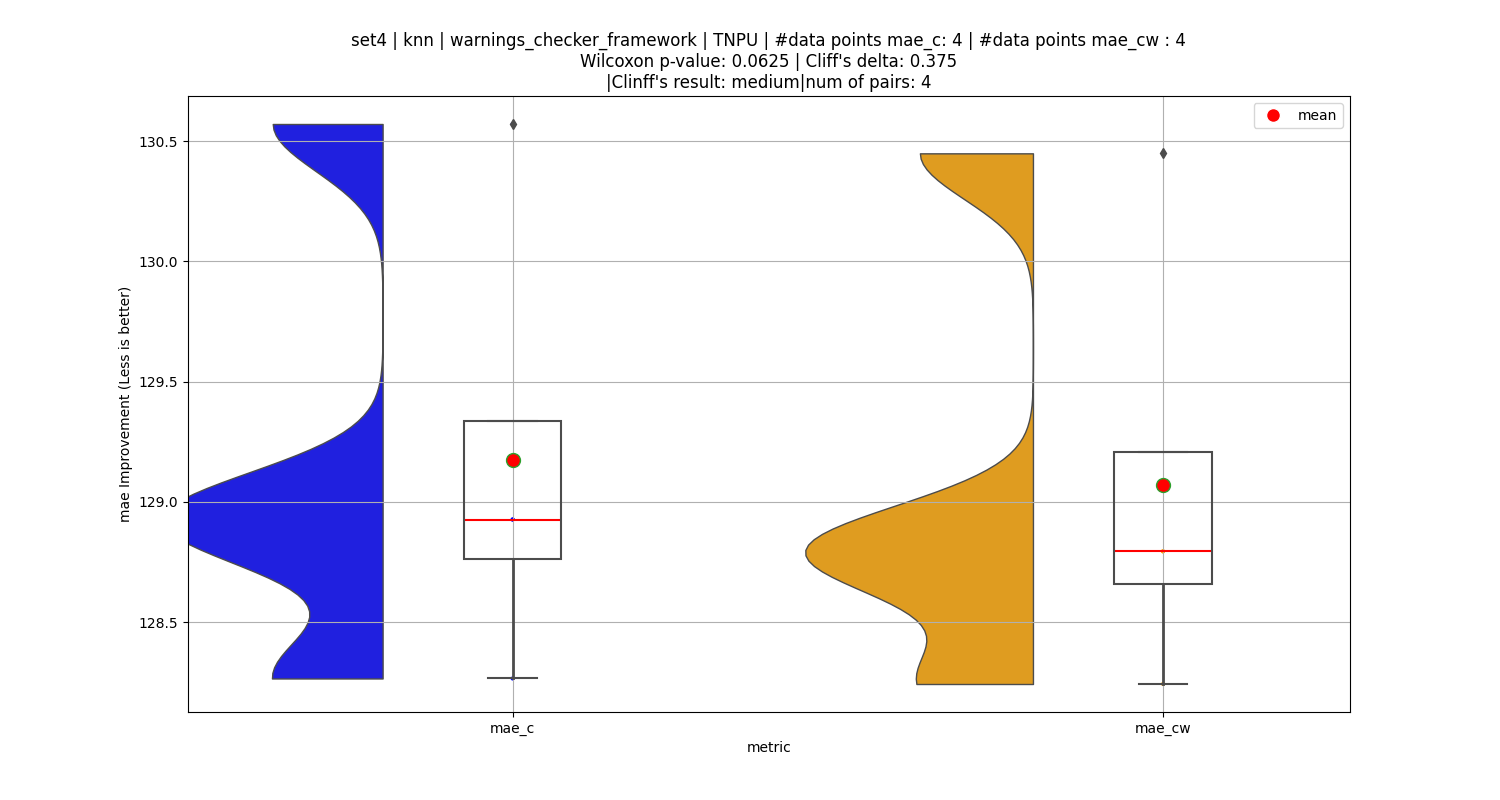 set4 | knn | warnings_checker_framework | TNPU | #data points mae_c: 4 | #data points mae_cw : 4
Wilcoxon p-value: 0.0625 | Cliff's delta: 0.375
|Clinff's result: medium|num of pairs: 4
mean
130.5
130.0
129.5
129.0
128.5
mae Improvement (Less is better)
mae_c
mae_cw
metric